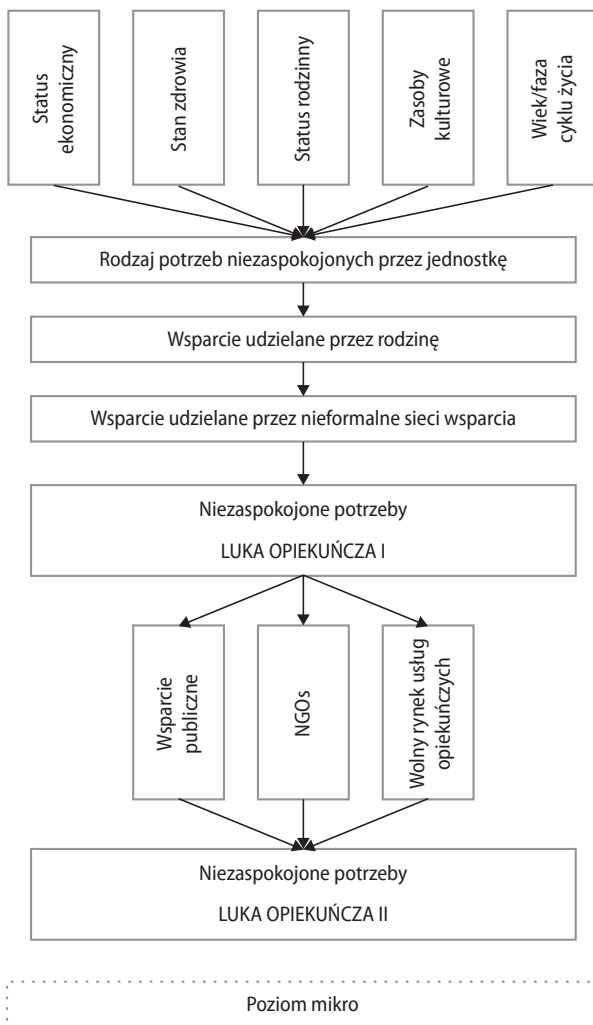 Status
ekonomiczny
Stan zdrowia
Status rodzinny
Zasoby
kulturowe
Wiek/faza
cyklu życia
Rodzaj potrzeb niezaspokojonych przez jednostkę
Wsparcie udzielane przez rodzinę
Wsparcie udzielane przez nieformalne sieci wsparcia
Niezaspokojone potrzeby
LUKA OPIEKUŃCZA I
Wsparcie
publiczne
NGOs
Wolny rynek usług
opiekuńczych
Niezaspokojone potrzeby
LUKA OPIEKUŃCZA II
Poziom mikro